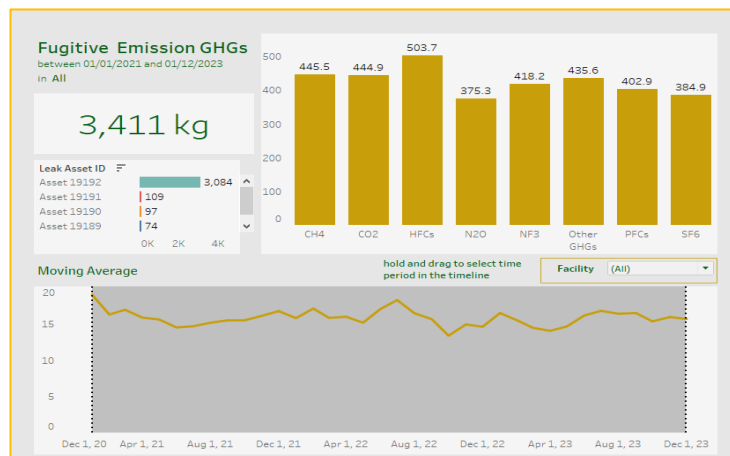 Fugitive Emission GHGs
between 01/01/2021 and 01/12/2023
in All
3,411 kg
Leak Asset ID
Asset 19192 3,084
Asset 19191 109
Asset 19190 97
Asset 19189 74
0K 2K 4K
500
400
300
200
100
0
445.5 444.9 503.7 375.3 418.2 435.6 402.9 384.9
CH4 CO2 HFCs N2O NF3 Other GHGs PFCs SF6
Moving Average
hold and drag to select time
period in the timeline
Facility (All)
20
15
10
5
0
Dec 1, 20 Apr 1, 21 Aug 1, 21 Dec 1, 21 Apr 1, 22 Aug 1, 22 Dec 1, 22 Apr 1, 23 Aug 1, 23 Dec 1, 23